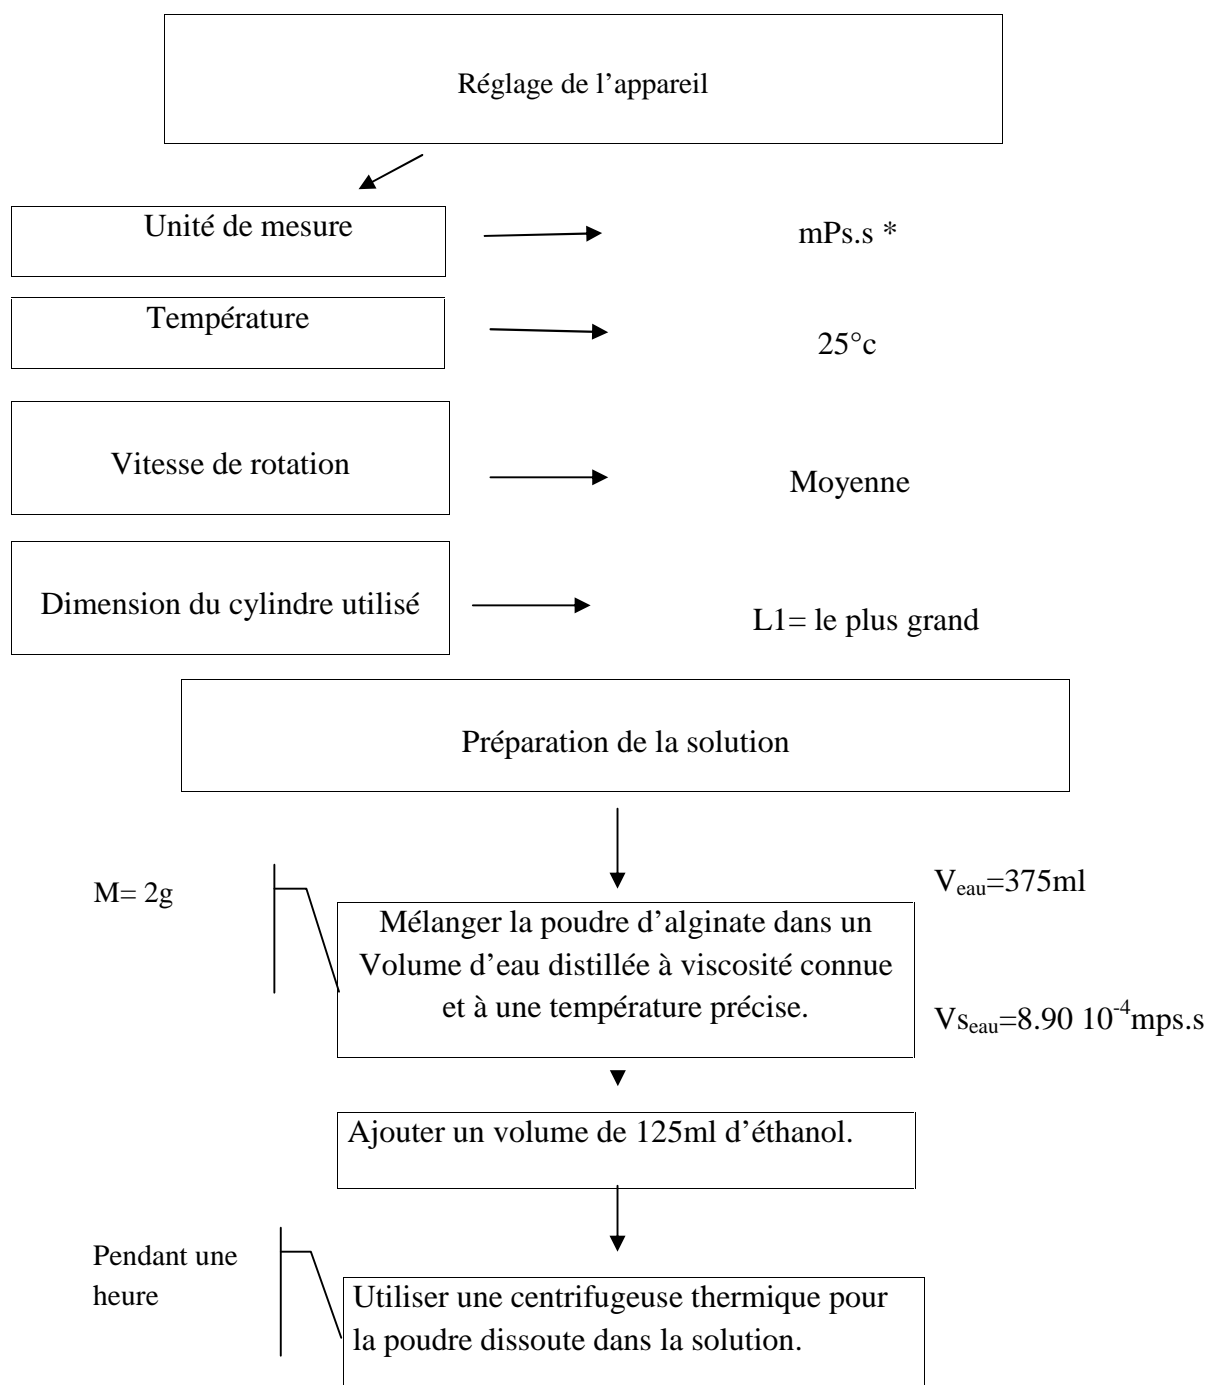 Réglage de l’appareil
Unité de mesure
mPs.s *
Température
25°c
Vitesse de rotation
Moyenne
Dimension du cylindre utilisé
L1= le plus grand
Préparation de la solution
M= 2g
V_eau=375ml
Mélanger la poudre d’alginate dans un
Volume d’eau distillée à viscosité connue
et à une température précise.
Vs_eau=8.90 10^-4mps.s
Ajouter un volume de 125ml d’éthanol.
Pendant une
heure
Utiliser une centrifugeuse thermique pour
la poudre dissoute dans la solution.